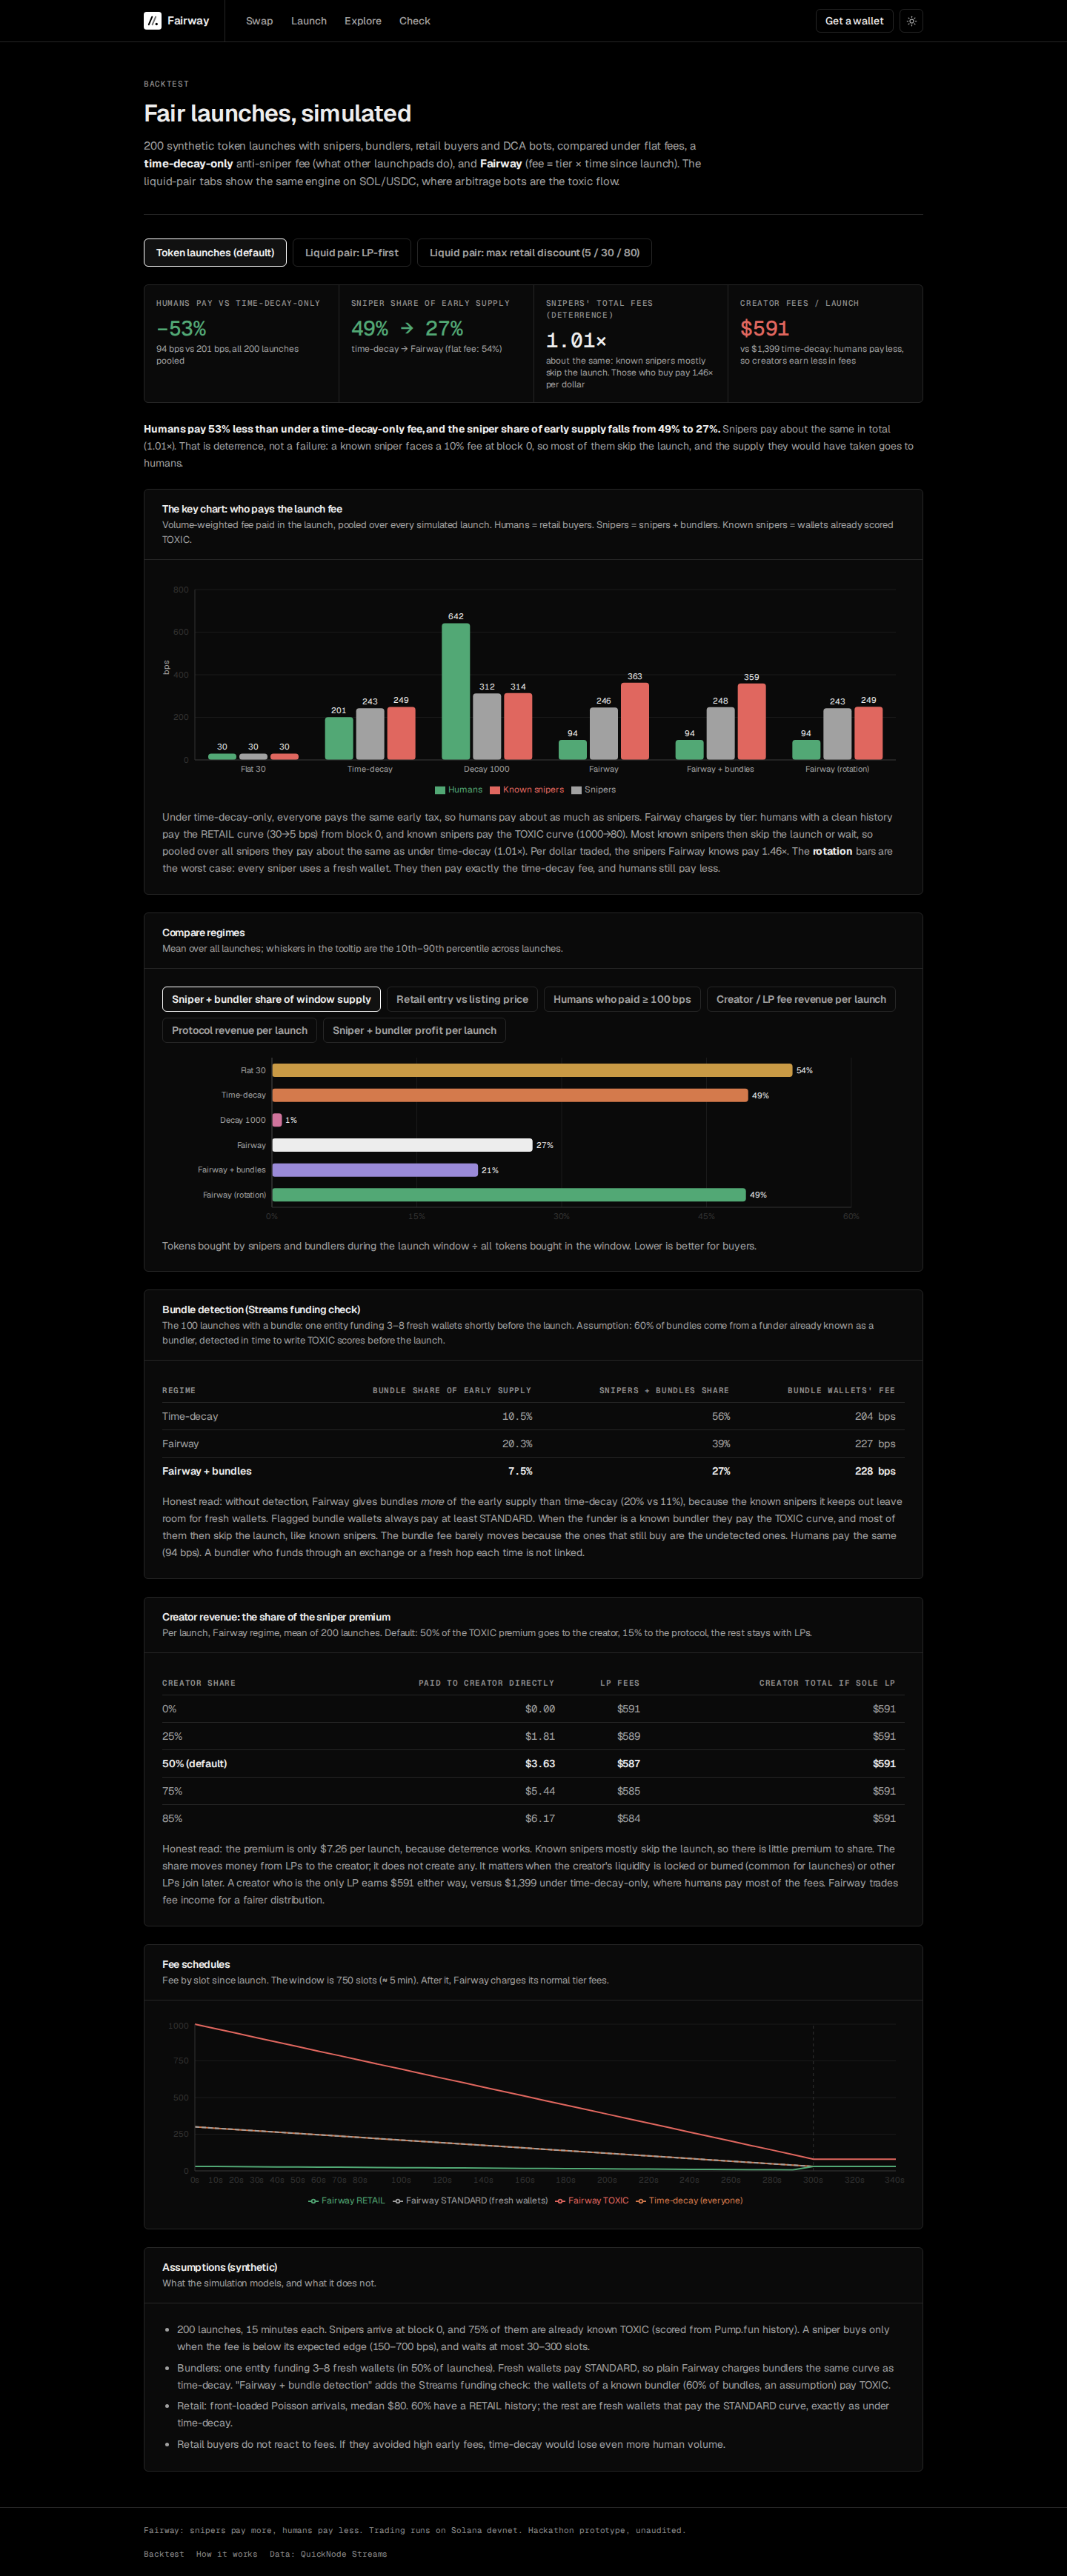 Fairway
Swap
Launch
Explore
Check
Get a wallet
BACKTEST
Fair launches, simulated
200 synthetic token launches with snipers, bundlers, retail buyers and DCA bots, compared under flat fees, a
time-decay-only anti-sniper fee (what other launchpads do), and Fairway (fee = tier × time since launch). The
liquid-pair tabs show the same engine on SOL/USDC, where arbitrage bots are the toxic flow.
Token launches (default)
Liquid pair: LP-first
Liquid pair: max retail discount (5 / 30 / 80)
HUMANS PAY VS TIME-DECAY-ONLY
−53%
94 bps vs 201 bps, all 200 launches
pooled
SNIPER SHARE OF EARLY SUPPLY
49% → 27%
time-decay → Fairway (flat fee: 54%)
SNIPERS' TOTAL FEES
(DETERRENCE)
1.01×
about the same: known snipers mostly
skip the launch. Those who buy pay 1.46×
per dollar
CREATOR FEES / LAUNCH
$591
vs $1,399 time-decay: humans pay less,
so creators earn less in fees
Humans pay 53% less than under a time-decay-only fee, and the sniper share of early supply falls from 49% to 27%. Snipers pay about the same in total
(1.01×). That is deterrence, not a failure: a known sniper faces a 10% fee at block 0, so most of them skip the launch, and the supply they would have taken goes to
humans.
The key chart: who pays the launch fee
Volume-weighted fee paid in the launch, pooled over every simulated launch. Humans = retail buyers. Snipers = snipers + bundlers. Known snipers = wallets already scored
TOXIC.
800
600
400
200
0
bps
30 30 30
201 243 249
642 312 314
94 246 363
94 248 359
94 243 249
Flat 30
Time-decay
Decay 1000
Fairway
Fairway + bundles
Fairway (rotation)
Humans
Known snipers
Snipers
Under time-decay-only, everyone pays the same early tax, so humans pay about as much as snipers. Fairway charges by tier: humans with a clean history
pay the RETAIL curve (30→5 bps) from block 0, and known snipers pay the TOXIC curve (1000→80). Most known snipers then skip the launch or wait, so
pooled over all snipers they pay about the same as under time-decay (1.01×). Per dollar traded, the snipers Fairway knows pay 1.46×. The rotation bars are
the worst case: every sniper uses a fresh wallet. They then pay exactly the time-decay fee, and humans still pay less.
Compare regimes
Mean over all launches; whiskers in the tooltip are the 10th–90th percentile across launches.
Sniper + bundler share of window supply
Retail entry vs listing price
Humans who paid ≥ 100 bps
Creator / LP fee revenue per launch
Protocol revenue per launch
Sniper + bundler profit per launch
Flat 30 54%
Time-decay 49%
Decay 1000 1%
Fairway 27%
Fairway + bundles 21%
Fairway (rotation) 49%
0% 15% 30% 45% 60%
Tokens bought by snipers and bundlers during the launch window ÷ all tokens bought in the window. Lower is better for buyers.
Bundle detection (Streams funding check)
The 100 launches with a bundle: one entity funding 3–8 fresh wallets shortly before the launch. Assumption: 60% of bundles come from a funder already known as a
bundler, detected in time to write TOXIC scores before the launch.
REGIME BUNDLE SHARE OF EARLY SUPPLY SNIPERS + BUNDLES SHARE BUNDLE WALLETS' FEE
Time-decay 10.5% 56% 204 bps
Fairway 20.3% 39% 227 bps
Fairway + bundles 7.5% 27% 228 bps
Honest read: without detection, Fairway gives bundles more of the early supply than time-decay (20% vs 11%), because the known snipers it keeps out leave
room for fresh wallets. Flagged bundle wallets always pay at least STANDARD. When the funder is a known bundler they pay the TOXIC curve, and most of
them then skip the launch, like known snipers. The bundle fee barely moves because the ones that still buy are the undetected ones. Humans pay the same
(94 bps). A bundler who funds through an exchange or a fresh hop each time is not linked.
Creator revenue: the share of the sniper premium
Per launch, Fairway regime, mean of 200 launches. Default: 50% of the TOXIC premium goes to the creator, 15% to the protocol, the rest stays with LPs.
CREATOR SHARE PAID TO CREATOR DIRECTLY LP FEES CREATOR TOTAL IF SOLE LP
0% $0.00 $591 $591
25% $1.81 $589 $591
50% (default) $3.63 $587 $591
75% $5.44 $585 $591
85% $6.17 $584 $591
Honest read: the premium is only $7.26 per launch, because deterrence works. Known snipers mostly skip the launch, so there is little premium to share. The
share moves money from LPs to the creator; it does not create any. It matters when the creator's liquidity is locked or burned (common for launches) or other
LPs join later. A creator who is the only LP earns $591 either way, versus $1,399 under time-decay-only, where humans pay most of the fees. Fairway trades
fee income for a fairer distribution.
Fee schedules
Fee by slot since launch. The window is 750 slots (≈ 5 min). After it, Fairway charges its normal tier fees.
1000
750
500
250
0
0s 10s 20s 30s 40s 50s 60s 70s 80s 100s 120s 140s 160s 180s 200s 220s 240s 260s 280s 300s 320s 340s
Fairway RETAIL
Fairway STANDARD (fresh wallets)
Fairway TOXIC
Time-decay (everyone)
Assumptions (synthetic)
What the simulation models, and what it does not.
• 200 launches, 15 minutes each. Snipers arrive at block 0, and 75% of them are already known TOXIC (scored from Pump.fun history). A sniper buys only
when the fee is below its expected edge (150–700 bps), and waits at most 30–300 slots.
• Bundlers: one entity funding 3–8 fresh wallets (in 50% of launches). Fresh wallets pay STANDARD, so plain Fairway charges bundlers the same curve as
time-decay. "Fairway + bundle detection" adds the Streams funding check: the wallets of a known bundler (60% of bundles, an assumption) pay TOXIC.
• Retail: front-loaded Poisson arrivals, median $80. 60% have a RETAIL history; the rest are fresh wallets that pay the STANDARD curve, exactly as under
time-decay.
• Retail buyers do not react to fees. If they avoided high early fees, time-decay would lose even more human volume.
Fairway: snipers pay more, humans pay less. Trading runs on Solana devnet. Hackathon prototype, unaudited.
Backtest
How it works
Data: QuickNode Streams